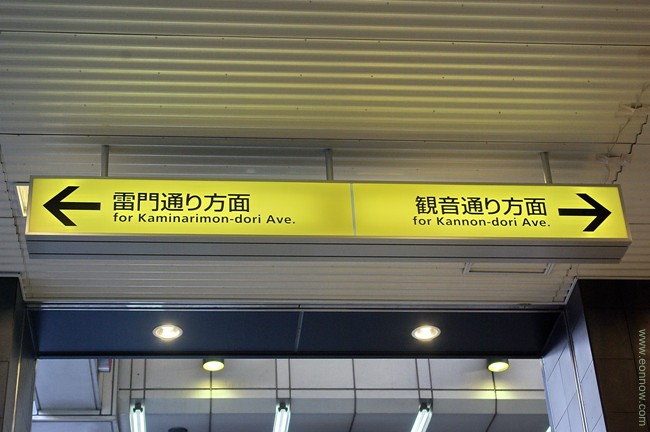 雷門通り方面
for Kaminarimon-dori Ave.
観音通り方面
for Kannon-dori Ave.
www.eonnow.com